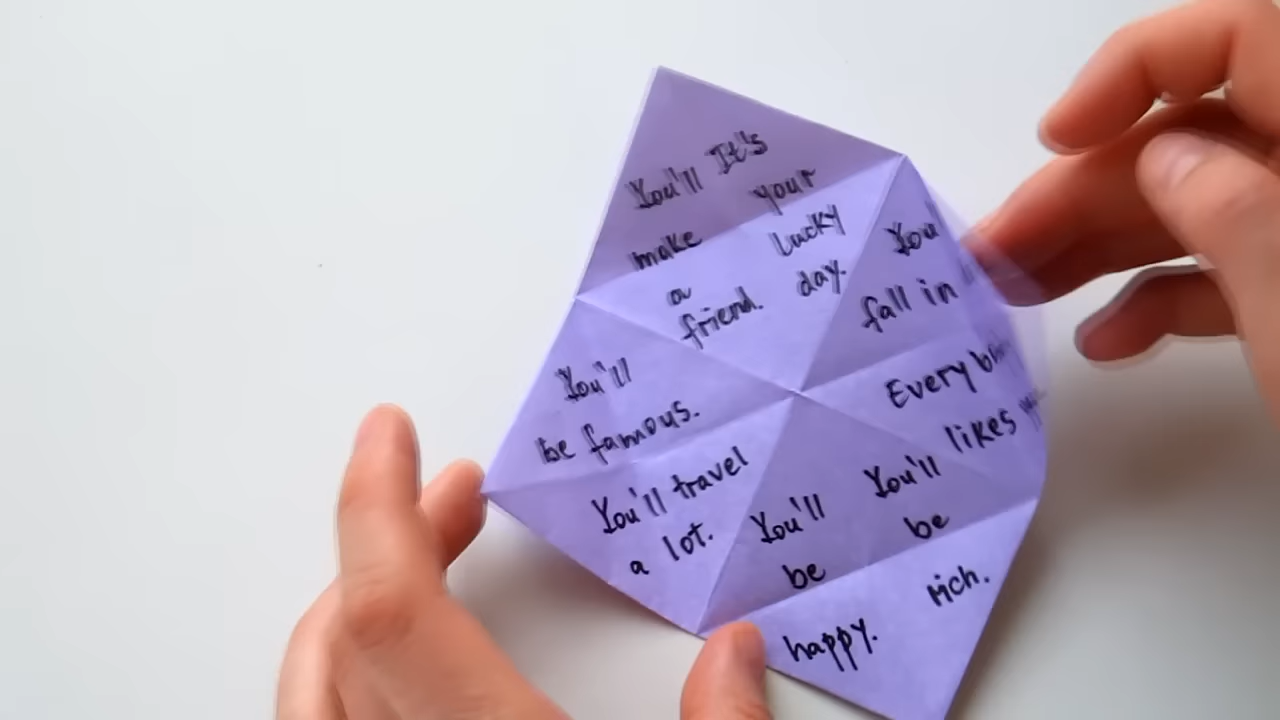 You'll
make
a
friend.
It's
your
lucky
day.
You
fall in
Every
likes
You'll
be famous.
You'll travel
a lot.
You'll
be
happy.
You'll
be
rich.